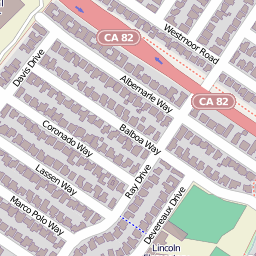 CA 82
Westmoor Road
Davis Drive
Albemarle Way
CA 82
Coronado Way
Balboa Way
Lassen Way
Ray Drive
Marco Polo Way
Devereaux Drive
Lincoln